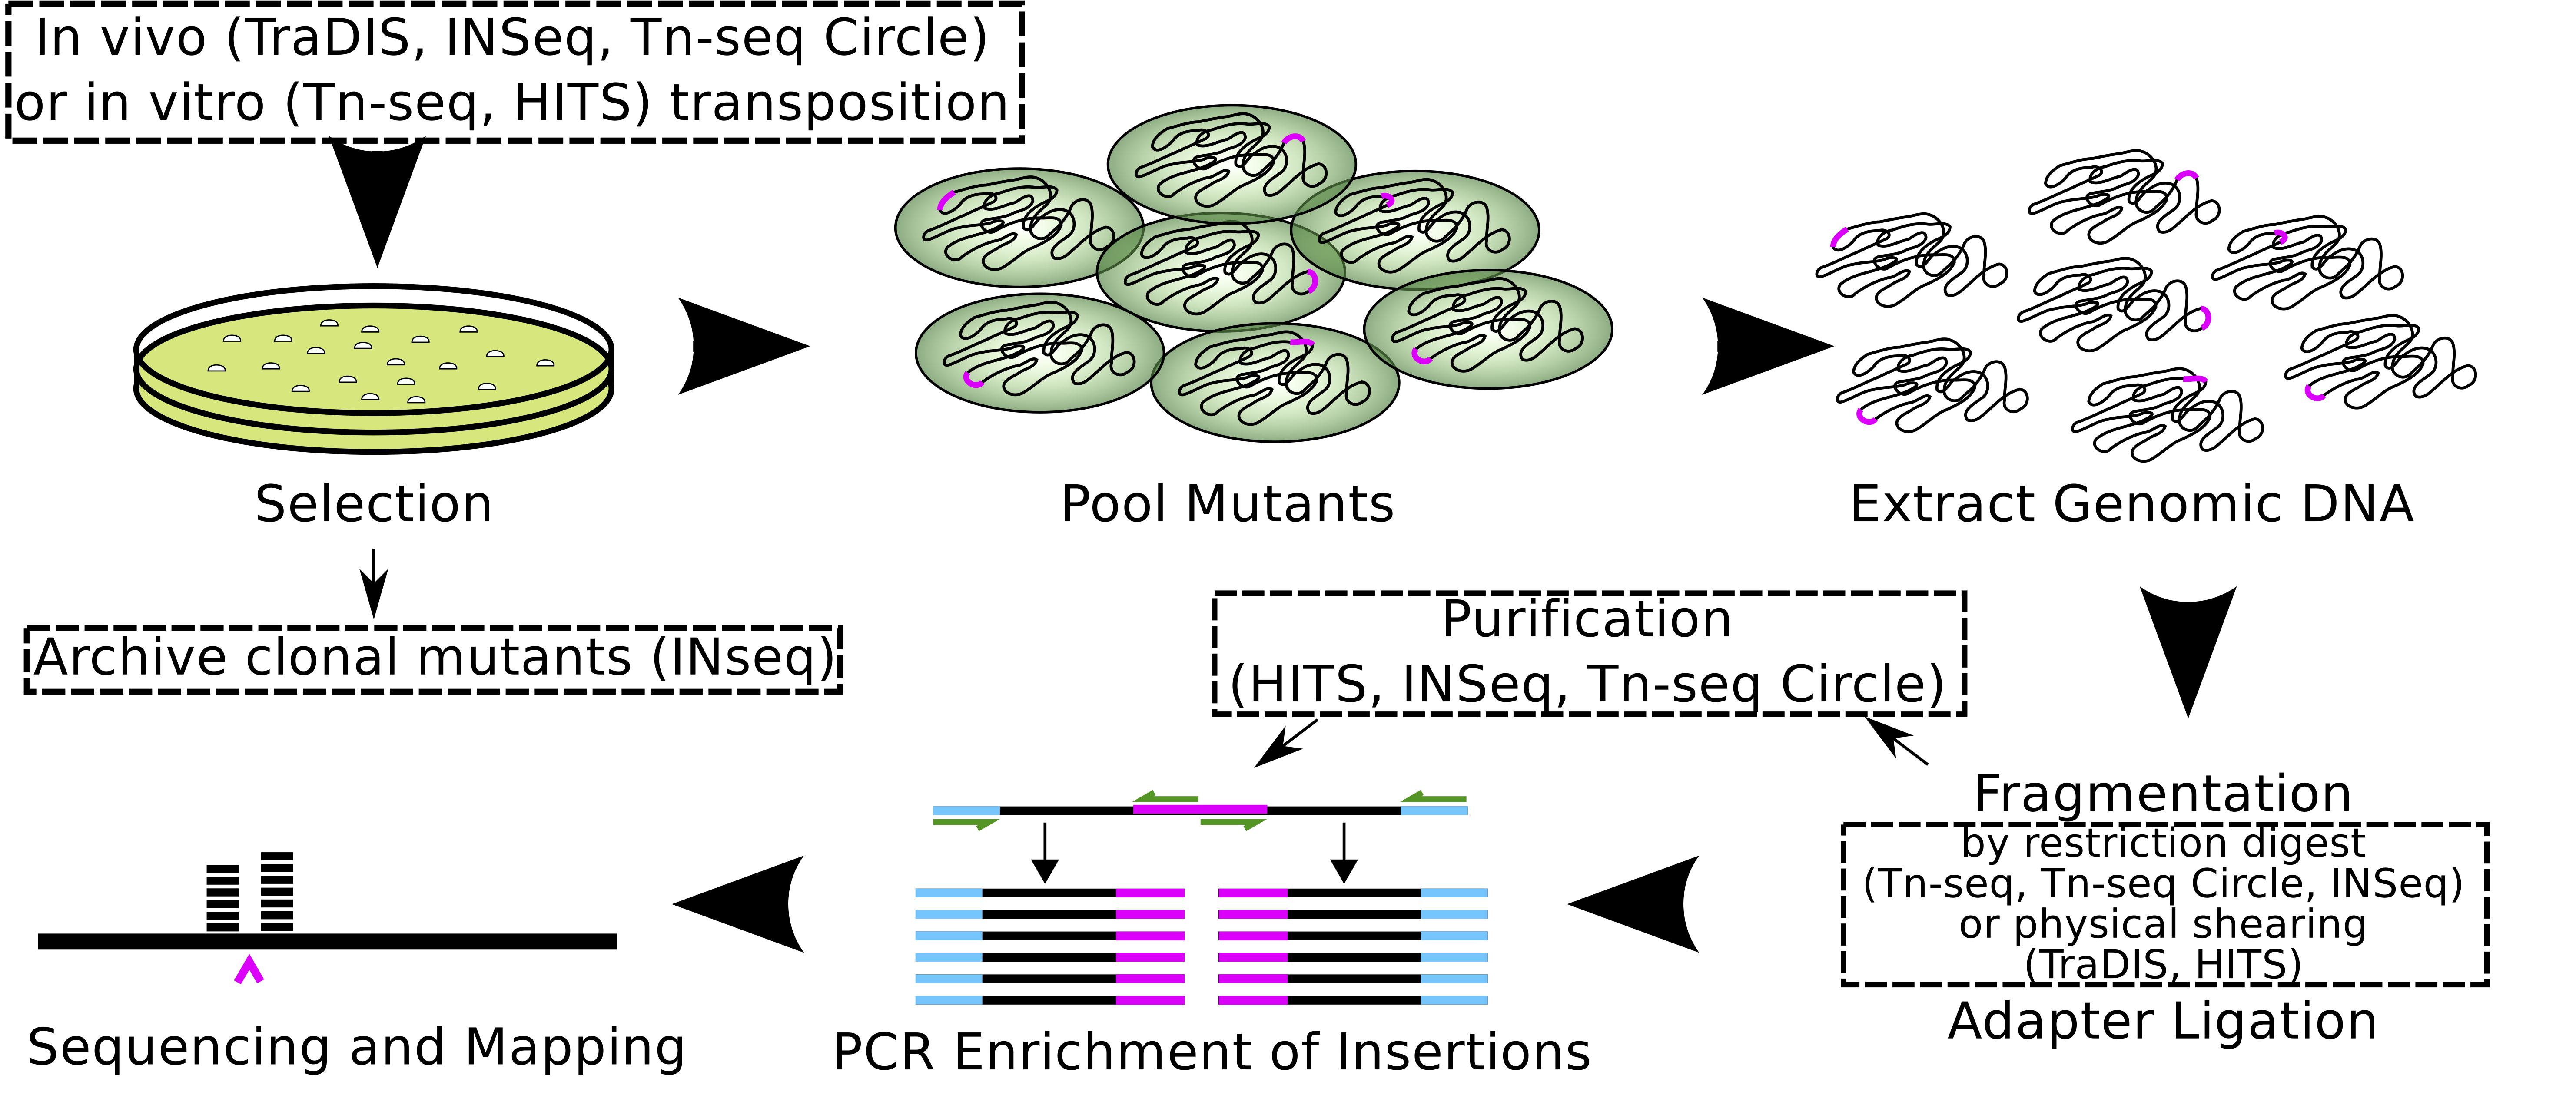 In vivo (TraDIS, INSeq, Tn-seq Circle)
or in vitro (Tn-seq, HITS) transposition
Selection
Pool Mutants
Extract Genomic DNA
Archive clonal mutants (INseq)
Purification
(HITS, INSeq, Tn-seq Circle)
Fragmentation
by restriction digest
(Tn-seq, Tn-seq Circle, INSeq)
or physical shearing
(TraDIS, HITS)
Adapter Ligation
PCR Enrichment of Insertions
Sequencing and Mapping